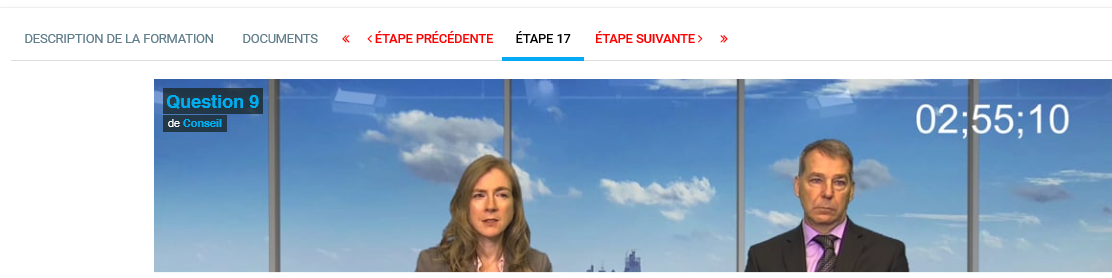 DESCRIPTION DE LA FORMATION DOCUMENTS « ‹ ÉTAPE PRÉCÉDENTE ÉTAPE 17 ÉTAPE SUIVANTE › »
Question 9
de Conseil
02;55;10